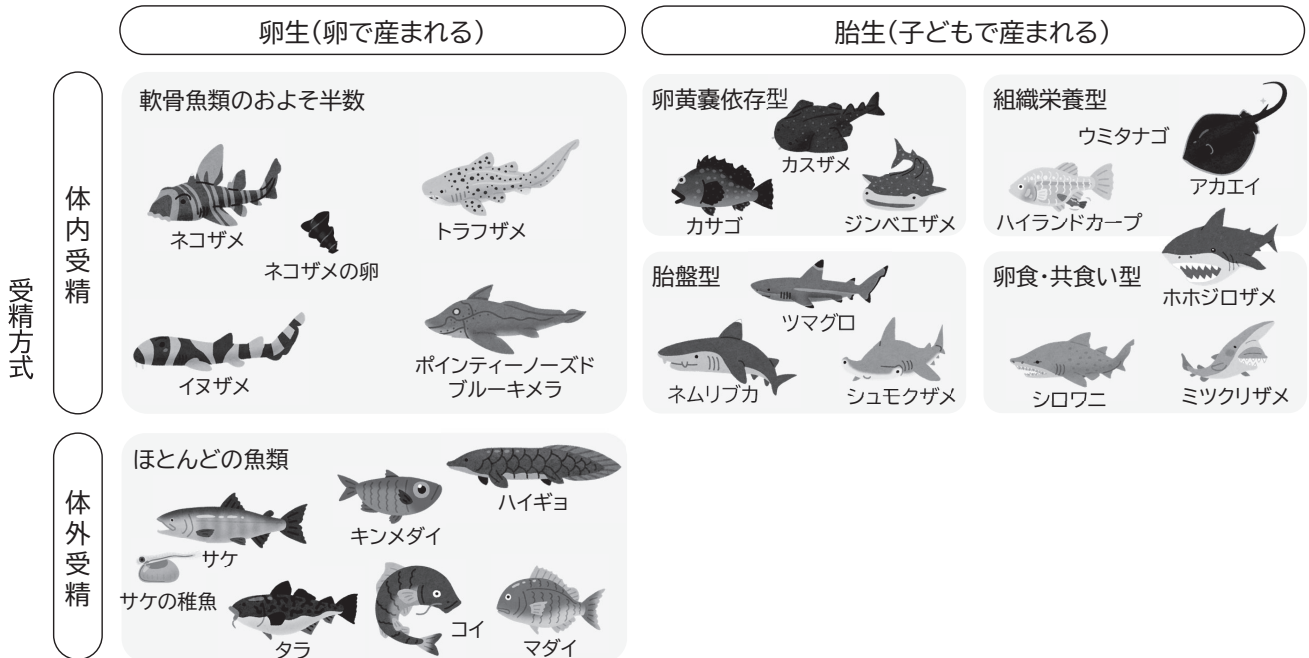 卵生(卵で産まれる)
胎生(子どもで産まれる)
受精方式
体内受精
軟骨魚類のおよそ半数
ネコザメ
ネコザメの卵
トラフザメ
イヌザメ
ポインティーノーズド
ブルーキメラ
卵黄嚢依存型
カスザメ
カサゴ
ジンベエザメ
組織栄養型
ウミタナゴ
アカエイ
ハイランドカープ
胎盤型
ツマグロ
ネムリブカ
シュモクザメ
卵食・共食い型
ホホジロザメ
シロワニ
ミツクリザメ
体外受精
ほとんどの魚類
ハイギョ
キンメダイ
サケ
サケの稚魚
タラ
コイ
マダイ